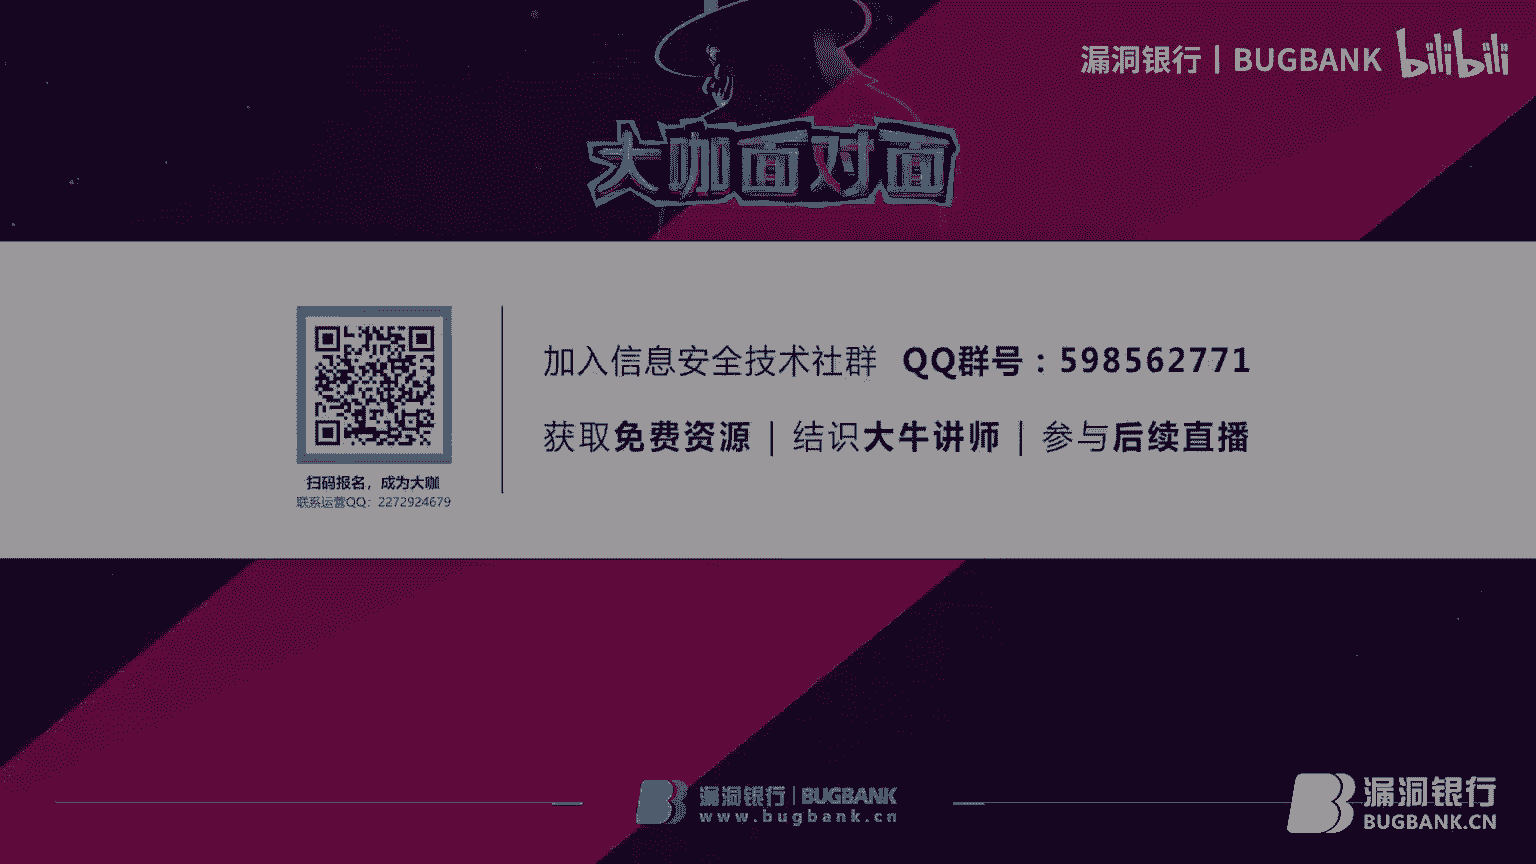 漏洞银行 | BUGBANK bilibili
大咖面对面
加入信息安全技术社群 QQ群号：598562771
获取免费资源 | 结识大牛讲师 | 参与后续直播
扫码报名，成为大咖
联系运营QQ：2272924679
漏洞银行 | BUGBANK
www.bugbank.cn
漏洞银行
BUGBANK.CN